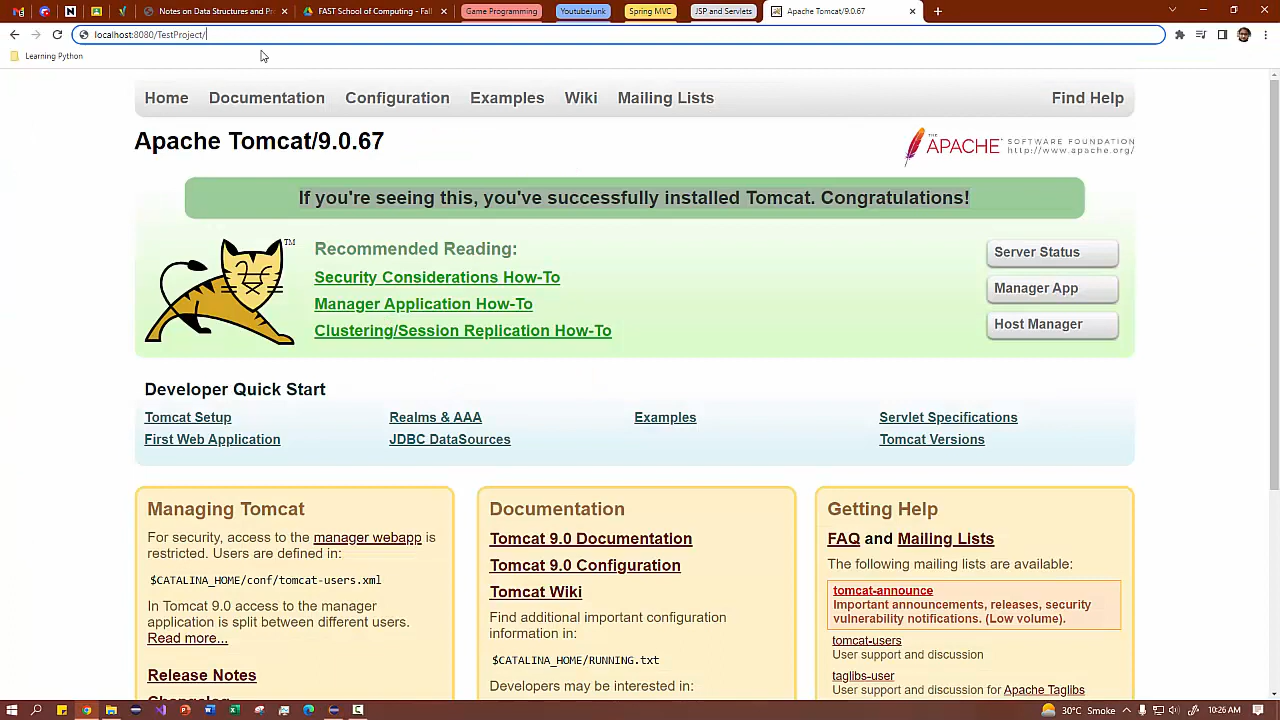 Notes on Data Structures and Pr
FAST School of Computing - Fall
Game Programming
YoutubeJunk
Spring MVC
JSP and Servlets
Apache Tomcat/9.0.67
localhost:8080/TestProject/
Learning Python
Home Documentation Configuration Examples Wiki Mailing Lists Find Help
Apache Tomcat/9.0.67
THE
APACHE SOFTWARE FOUNDATION
http://www.apache.org/
If you're seeing this, you've successfully installed Tomcat. Congratulations!
TM
Recommended Reading:
Security Considerations How-To
Manager Application How-To
Clustering/Session Replication How-To
Server Status
Manager App
Host Manager
Developer Quick Start
Tomcat Setup
First Web Application
Realms & AAA
JDBC DataSources
Examples
Servlet Specifications
Tomcat Versions
Managing Tomcat
For security, access to the manager webapp is
restricted. Users are defined in:
$CATALINA_HOME/conf/tomcat-users.xml
In Tomcat 9.0 access to the manager
application is split between different users.
Read more...
Release Notes
Changelog
Documentation
Tomcat 9.0 Documentation
Tomcat 9.0 Configuration
Tomcat Wiki
Find additional important configuration
information in:
$CATALINA_HOME/RUNNING.txt
Developers may be interested in:
Getting Help
FAQ and Mailing Lists
The following mailing lists are available:
tomcat-announce
Important announcements, releases, security
vulnerability notifications. (Low volume).
tomcat-users
User support and discussion
taglibs-user
User support and discussion for Apache Taglibs
30°C Smoke
10:26 AM